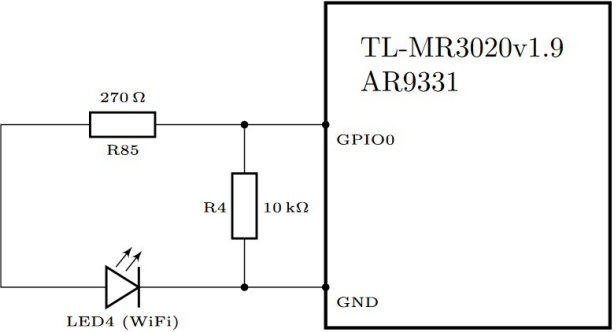 TL-MR3020v1.9
AR9331
270 Ω
R85
GPIO0
R4 10 kΩ
LED4 (WiFi)
GND